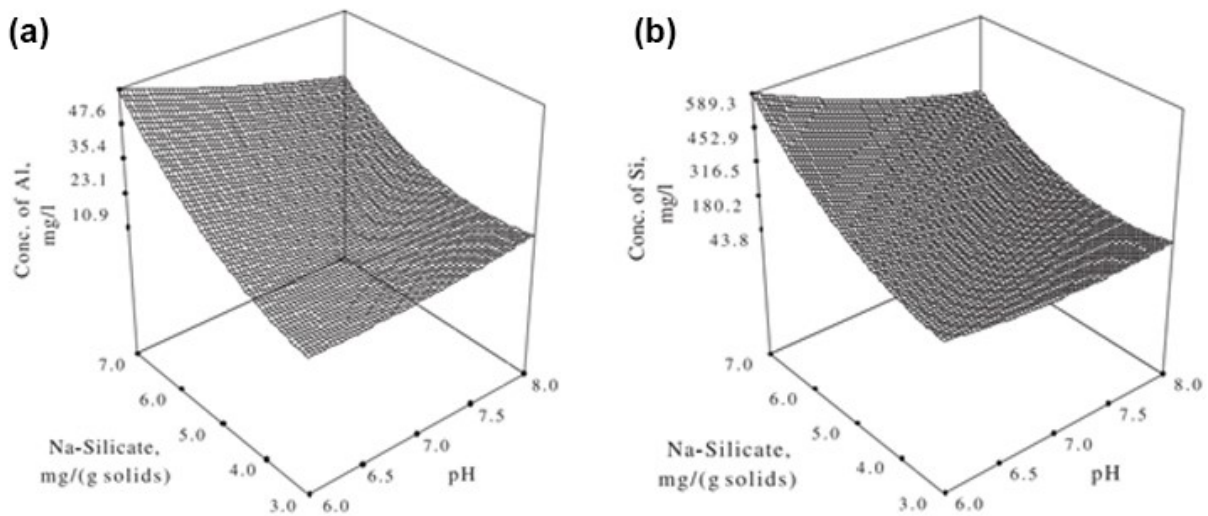 (a)
47.6
35.4
23.1
10.9
Conc. of Al,
mg/l
7.0
6.0
5.0
4.0
3.0
Na-Silicate,
mg/(g solids)
6.0
6.5
7.0
7.5
8.0
pH
(b)
589.3
452.9
316.5
180.2
43.8
Conc. of Si,
mg/l
7.0
6.0
5.0
4.0
3.0
Na-Silicate,
mg/(g solids)
6.0
6.5
7.0
7.5
8.0
pH